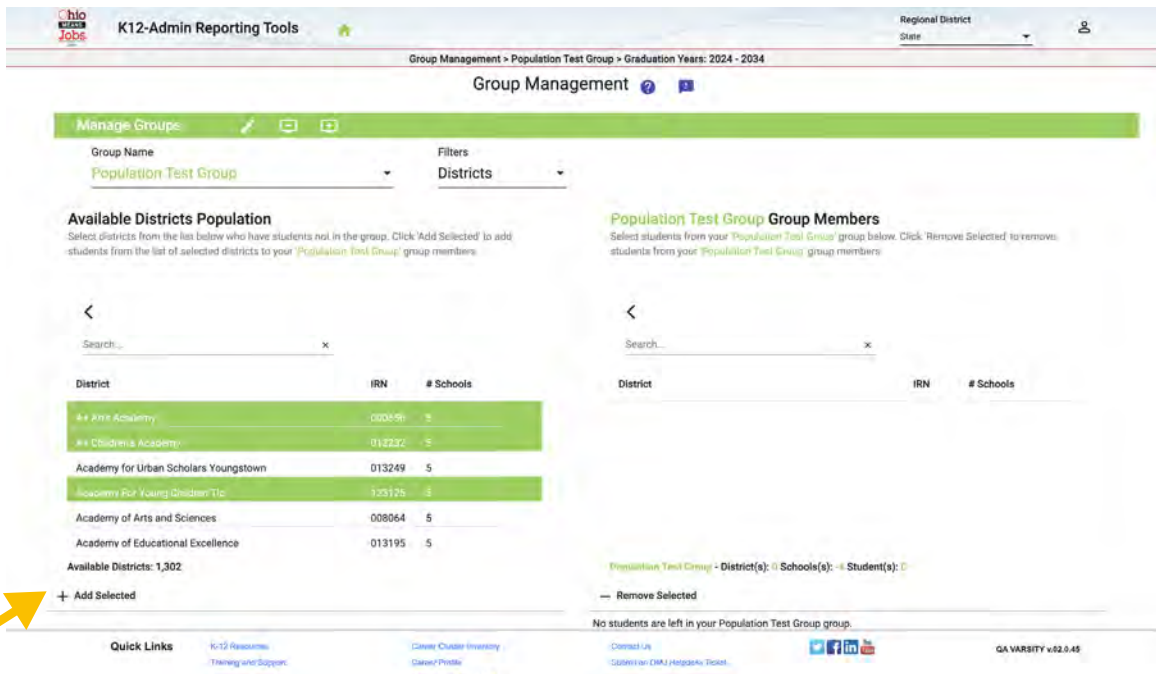 Ohio
MEANS
Jobs
K12-Admin Reporting Tools
Regional District
State
Group Management > Population Test Group > Graduation Years: 2024 - 2034
Group Management
Manage Groups
Group Name
Population Test Group
Filters
Districts
Available Districts Population
Select districts from the list below who have students not in the group. Click 'Add Selected' to add
students from the list of selected districts to your 'Population Test Group' group members.
Search...
×
District IRN # Schools
A+ Arts Academy 5
A+ Children's Academy 012232 5
Academy for Urban Scholars Youngstown 013249 5
Academy For Young Children Tlc 5
Academy of Arts and Sciences 008064 5
Academy of Educational Excellence 013195 5
Available Districts: 1,302
+ Add Selected
Population Test Group Group Members
Select students from your 'Population Test Group' group below. Click 'Remove Selected' to remove
students from your 'Population Test Group' group members.
Search...
×
District IRN # Schools
Population Test Group - District(s): 0 Schools(s): Student(s): 0
— Remove Selected
No students are left in your Population Test Group group.
Quick Links
K-12 Resources
Training and Support
Career Cluster Inventory
Career Profile
Contact Us
Submit an OMJ Helpdesk Ticket
QA VARSITY v.02.0.45